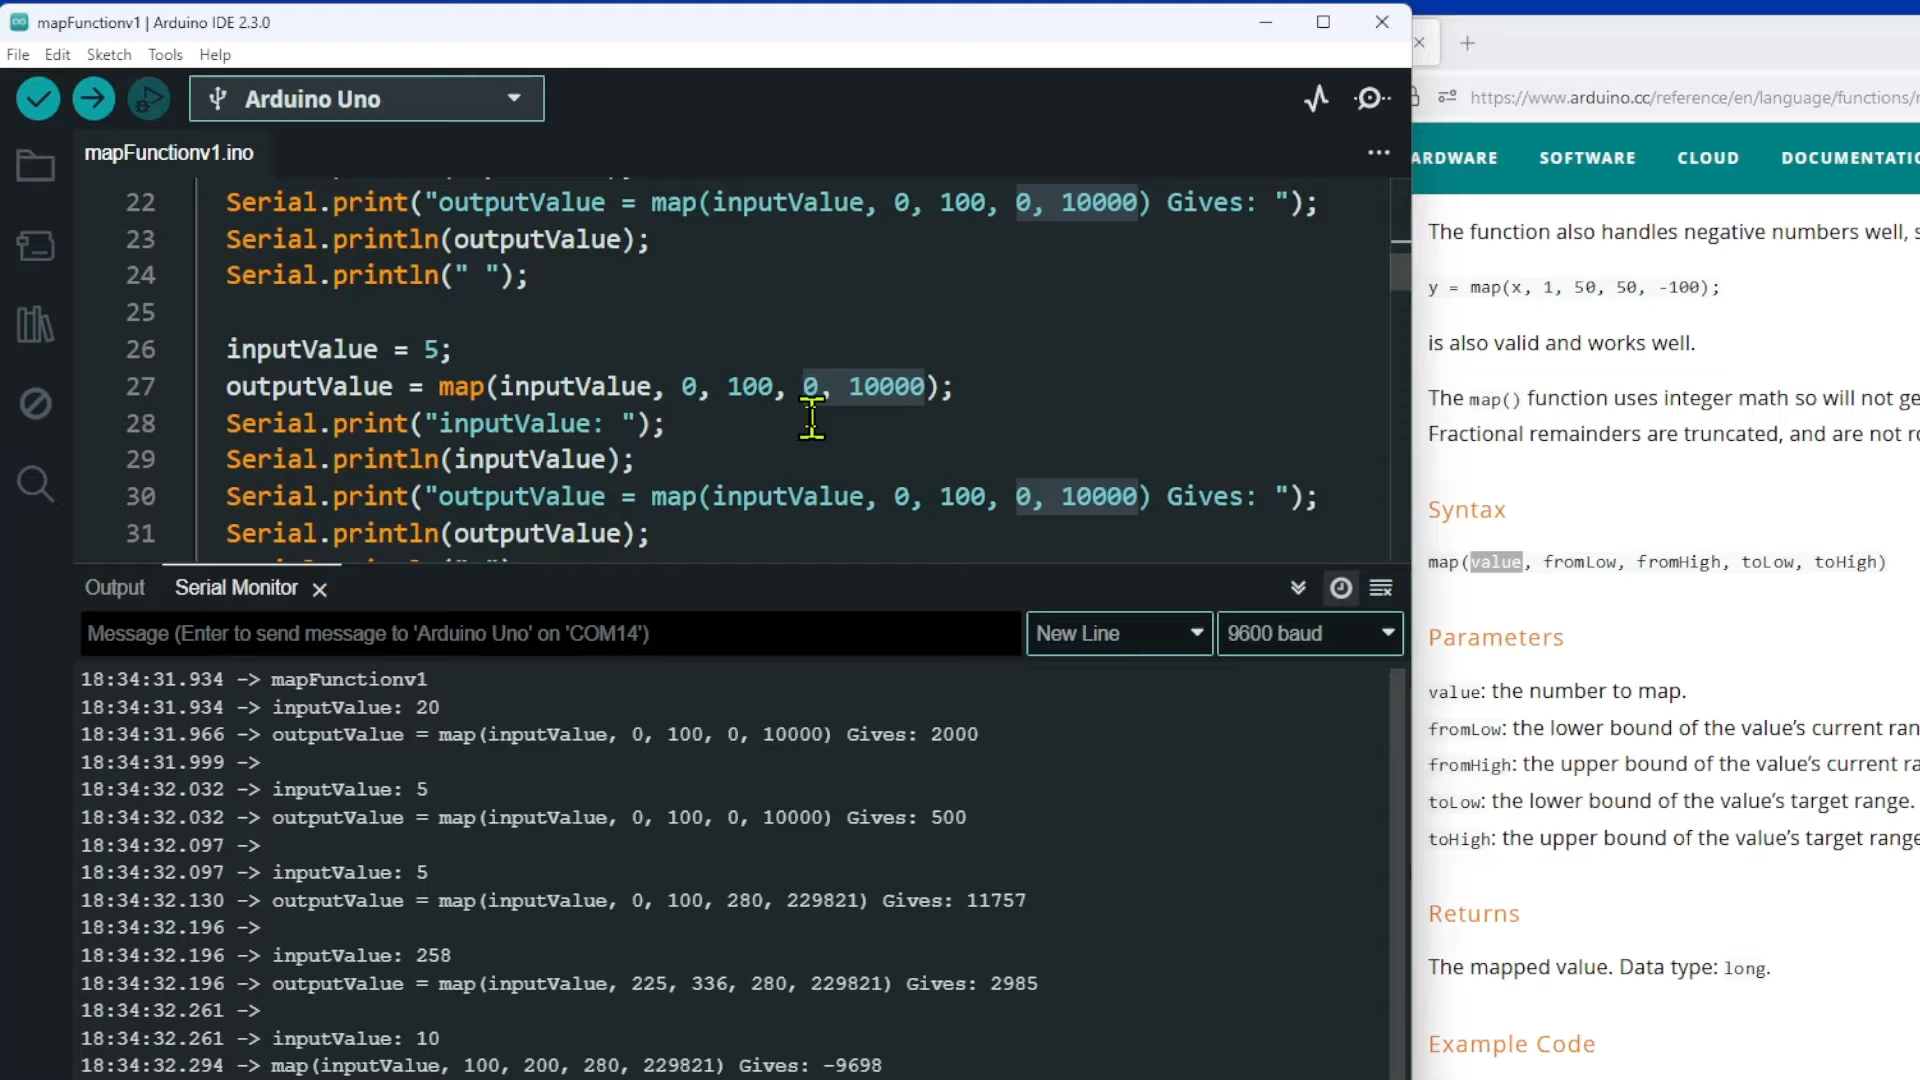 mapFunctionv1 | Arduino IDE 2.3.0
File Edit Sketch Tools Help
Arduino Uno
mapFunctionv1.ino
22 Serial.print("outputValue = map(inputValue, 0, 100, 0, 10000) Gives: ");
23 Serial.println(outputValue);
24 Serial.println(" ");
25
26 inputValue = 5;
27 outputValue = map(inputValue, 0, 100, 0, 10000);
28 Serial.print("inputValue: ");
29 Serial.println(inputValue);
30 Serial.print("outputValue = map(inputValue, 0, 100, 0, 10000) Gives: ");
31 Serial.println(outputValue);
Output Serial Monitor
Message (Enter to send message to 'Arduino Uno' on 'COM14')
New Line 9600 baud
18:34:31.934 -> mapFunctionv1
18:34:31.934 -> inputValue: 20
18:34:31.966 -> outputValue = map(inputValue, 0, 100, 0, 10000) Gives: 2000
18:34:31.999 ->
18:34:32.032 -> inputValue: 5
18:34:32.032 -> outputValue = map(inputValue, 0, 100, 0, 10000) Gives: 500
18:34:32.097 ->
18:34:32.097 -> inputValue: 5
18:34:32.130 -> outputValue = map(inputValue, 0, 100, 280, 229821) Gives: 11757
18:34:32.196 ->
18:34:32.196 -> inputValue: 258
18:34:32.196 -> outputValue = map(inputValue, 225, 336, 280, 229821) Gives: 2985
18:34:32.261 ->
18:34:32.261 -> inputValue: 10
18:34:32.294 -> map(inputValue, 100, 200, 280, 229821) Gives: -9698
https://www.arduino.cc/reference/en/language/functions/
ARDWARE SOFTWARE CLOUD DOCUMENTATIO
The function also handles negative numbers well, s
y = map(x, 1, 50, 50, -100);
is also valid and works well.
The map() function uses integer math so will not ge
Fractional remainders are truncated, and are not ro
Syntax
map(value, fromLow, fromHigh, toLow, toHigh)
Parameters
value: the number to map.
fromLow: the lower bound of the value's current ran
fromHigh: the upper bound of the value's current ra
toLow: the lower bound of the value's target range.
toHigh: the upper bound of the value's target range
Returns
The mapped value. Data type: long.
Example Code